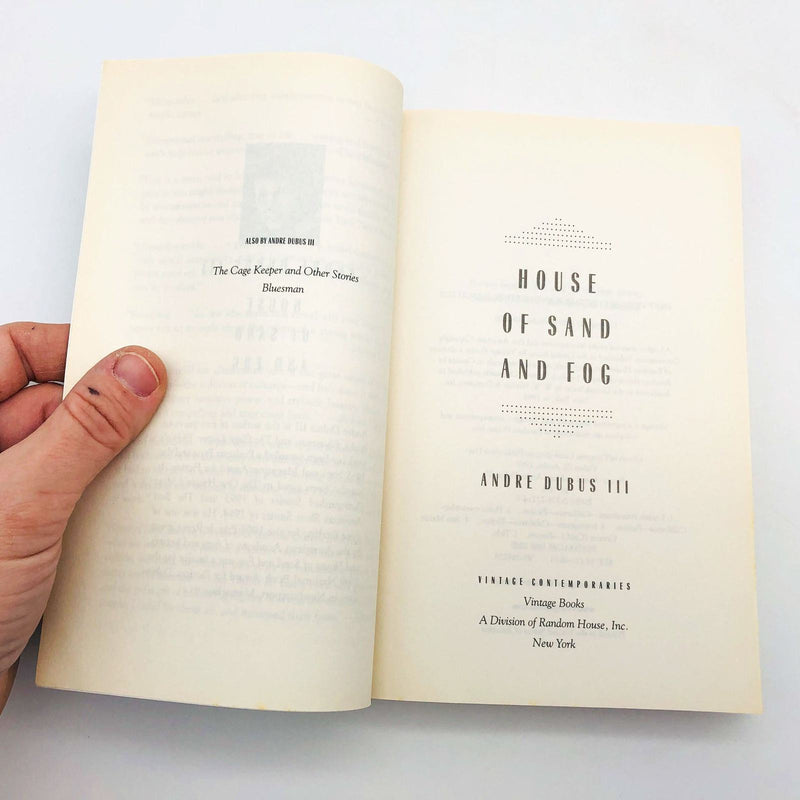 ALSO BY ANDRE DUBUS III
The Cage Keeper and Other Stories
Bluesman
HOUSE
OF SAND
AND FOG
ANDRE DUBUS III
VINTAGE CONTEMPORARIES
Vintage Books
A Division of Random House, Inc.
New York